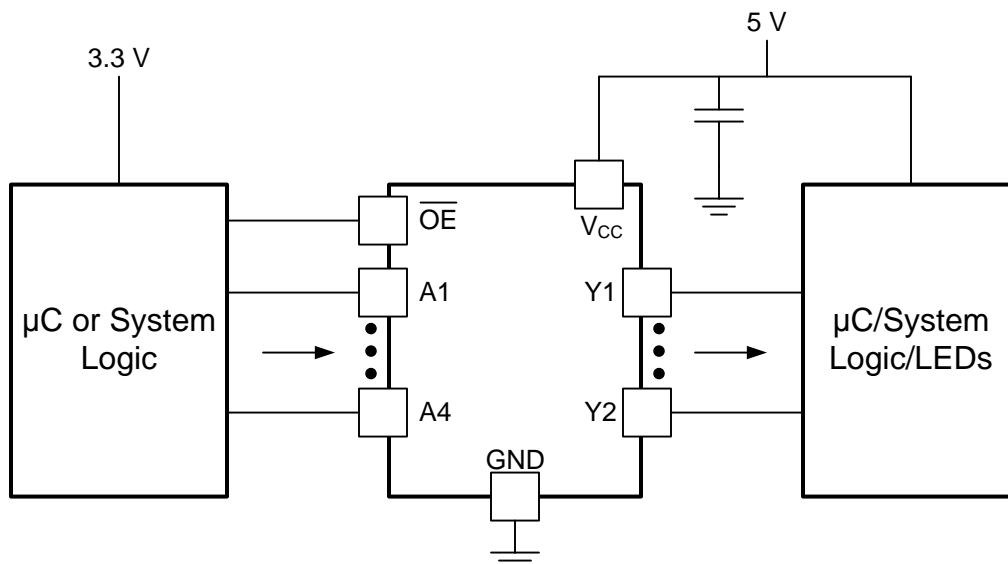 5 V
3.3 V
OE
VCC
A1
Y1
µC or System
Logic
µC/System
Logic/LEDs
A4
Y2
GND